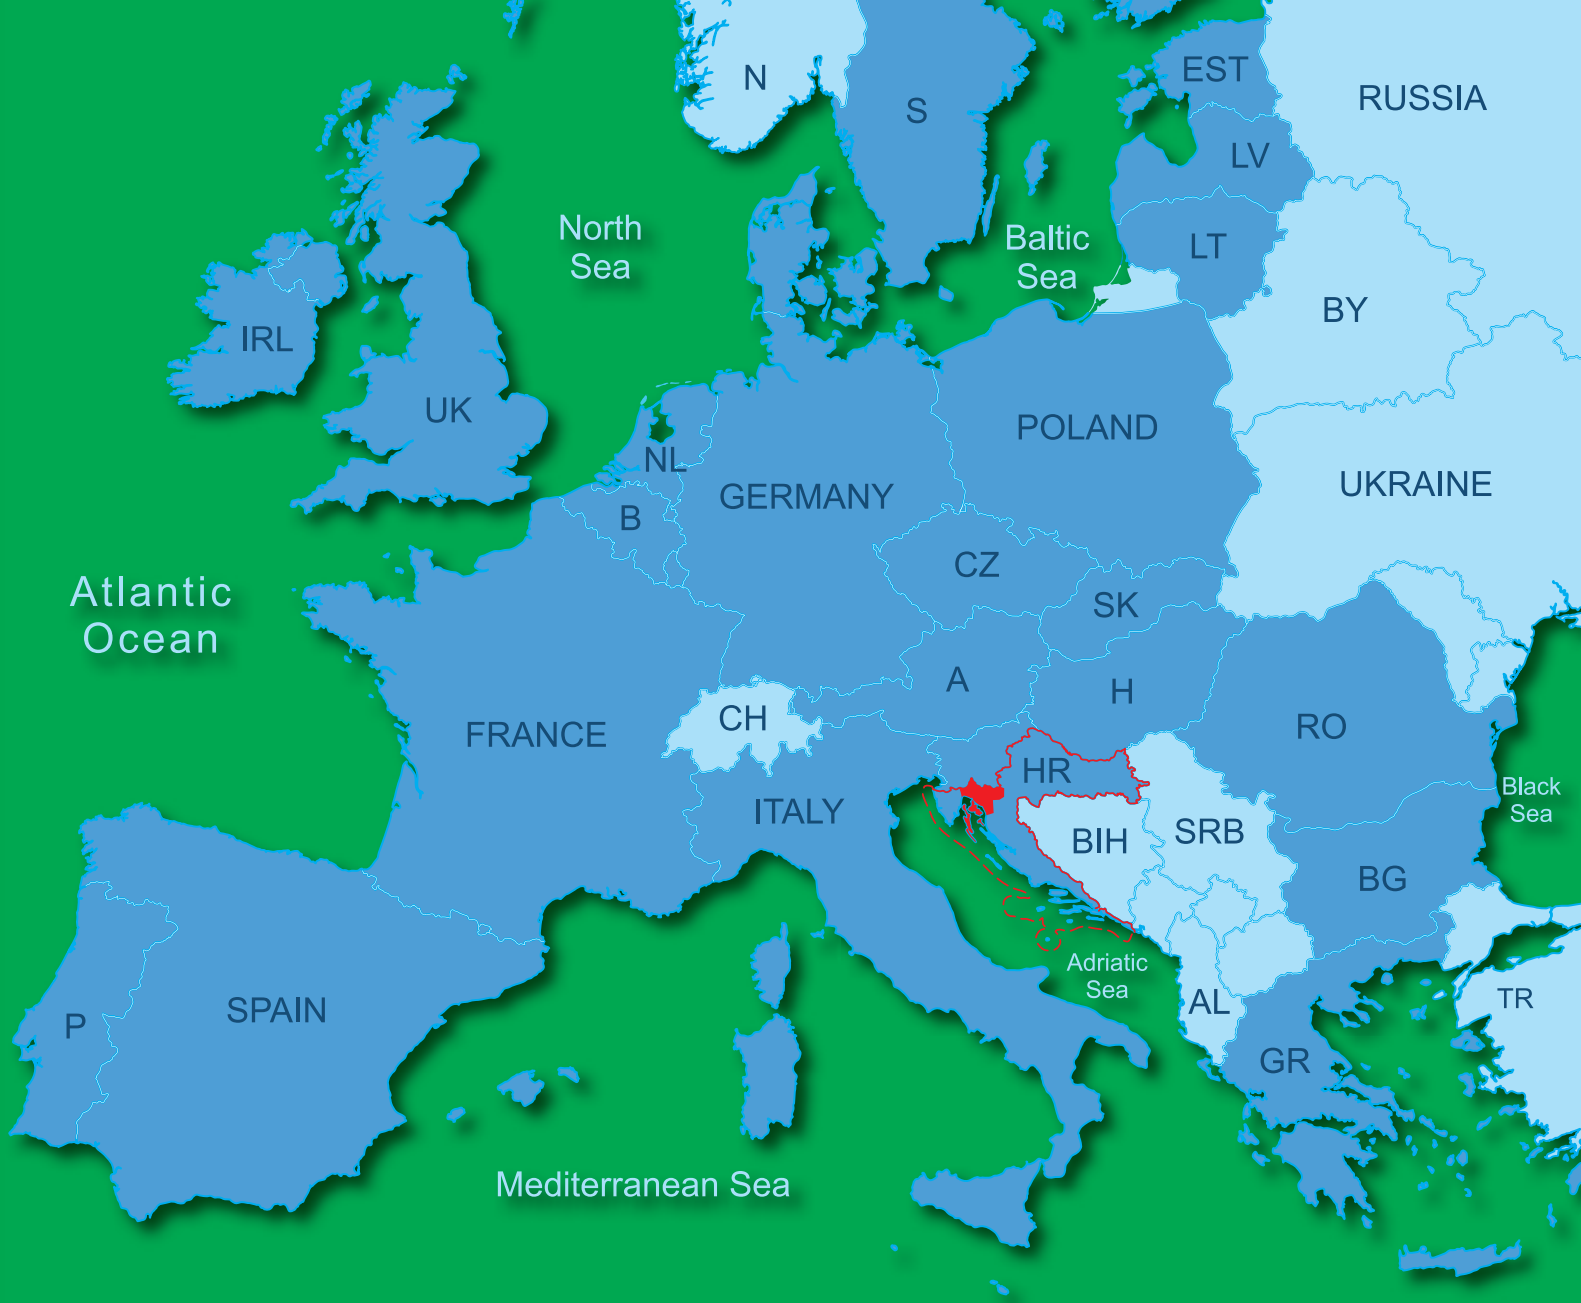 N
S
EST
RUSSIA
LV
North
Sea
Baltic
Sea
LT
BY
IRL
UK
POLAND
NL
GERMANY
UKRAINE
B
CZ
Atlantic
Ocean
SK
A
H
CH
FRANCE
RO
HR
ITALY
Black
Sea
BIH
SRB
BG
Adriatic
Sea
AL
TR
SPAIN
P
GR
Mediterranean Sea